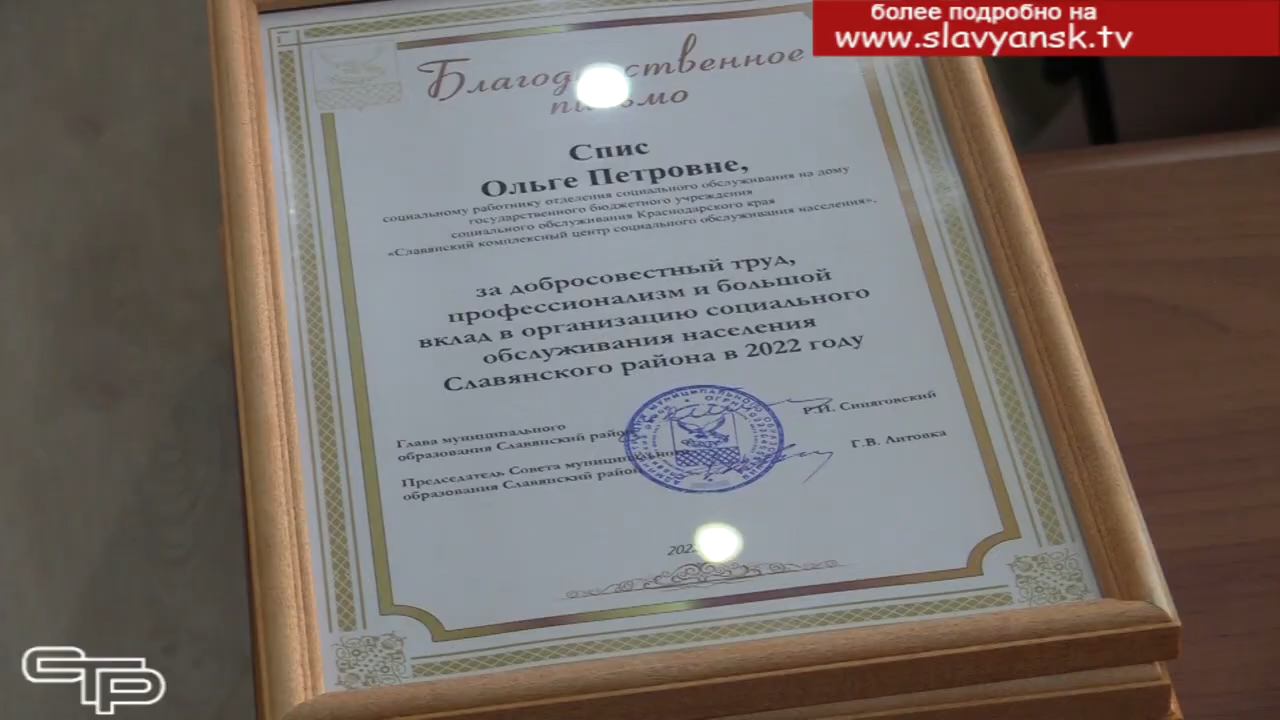 более подробно на
www.slavyansk.tv
Благодарственное
письмо
Спис
Ольге Петровне,
социальному работнику отделения социального обслуживания на дому
государственного бюджетного учреждения
социального обслуживания Краснодарского края
«Славянский комплексный центр социального обслуживания населения»,
за добросовестный труд,
профессионализм и большой
вклад в организацию социального
обслуживания населения
Славянского района в 2022 году
Глава муниципального
образования Славянский район
Р.И. Синяговский
Председатель Совета муниципального
образования Славянский район
Г.В. Литовка
СТР